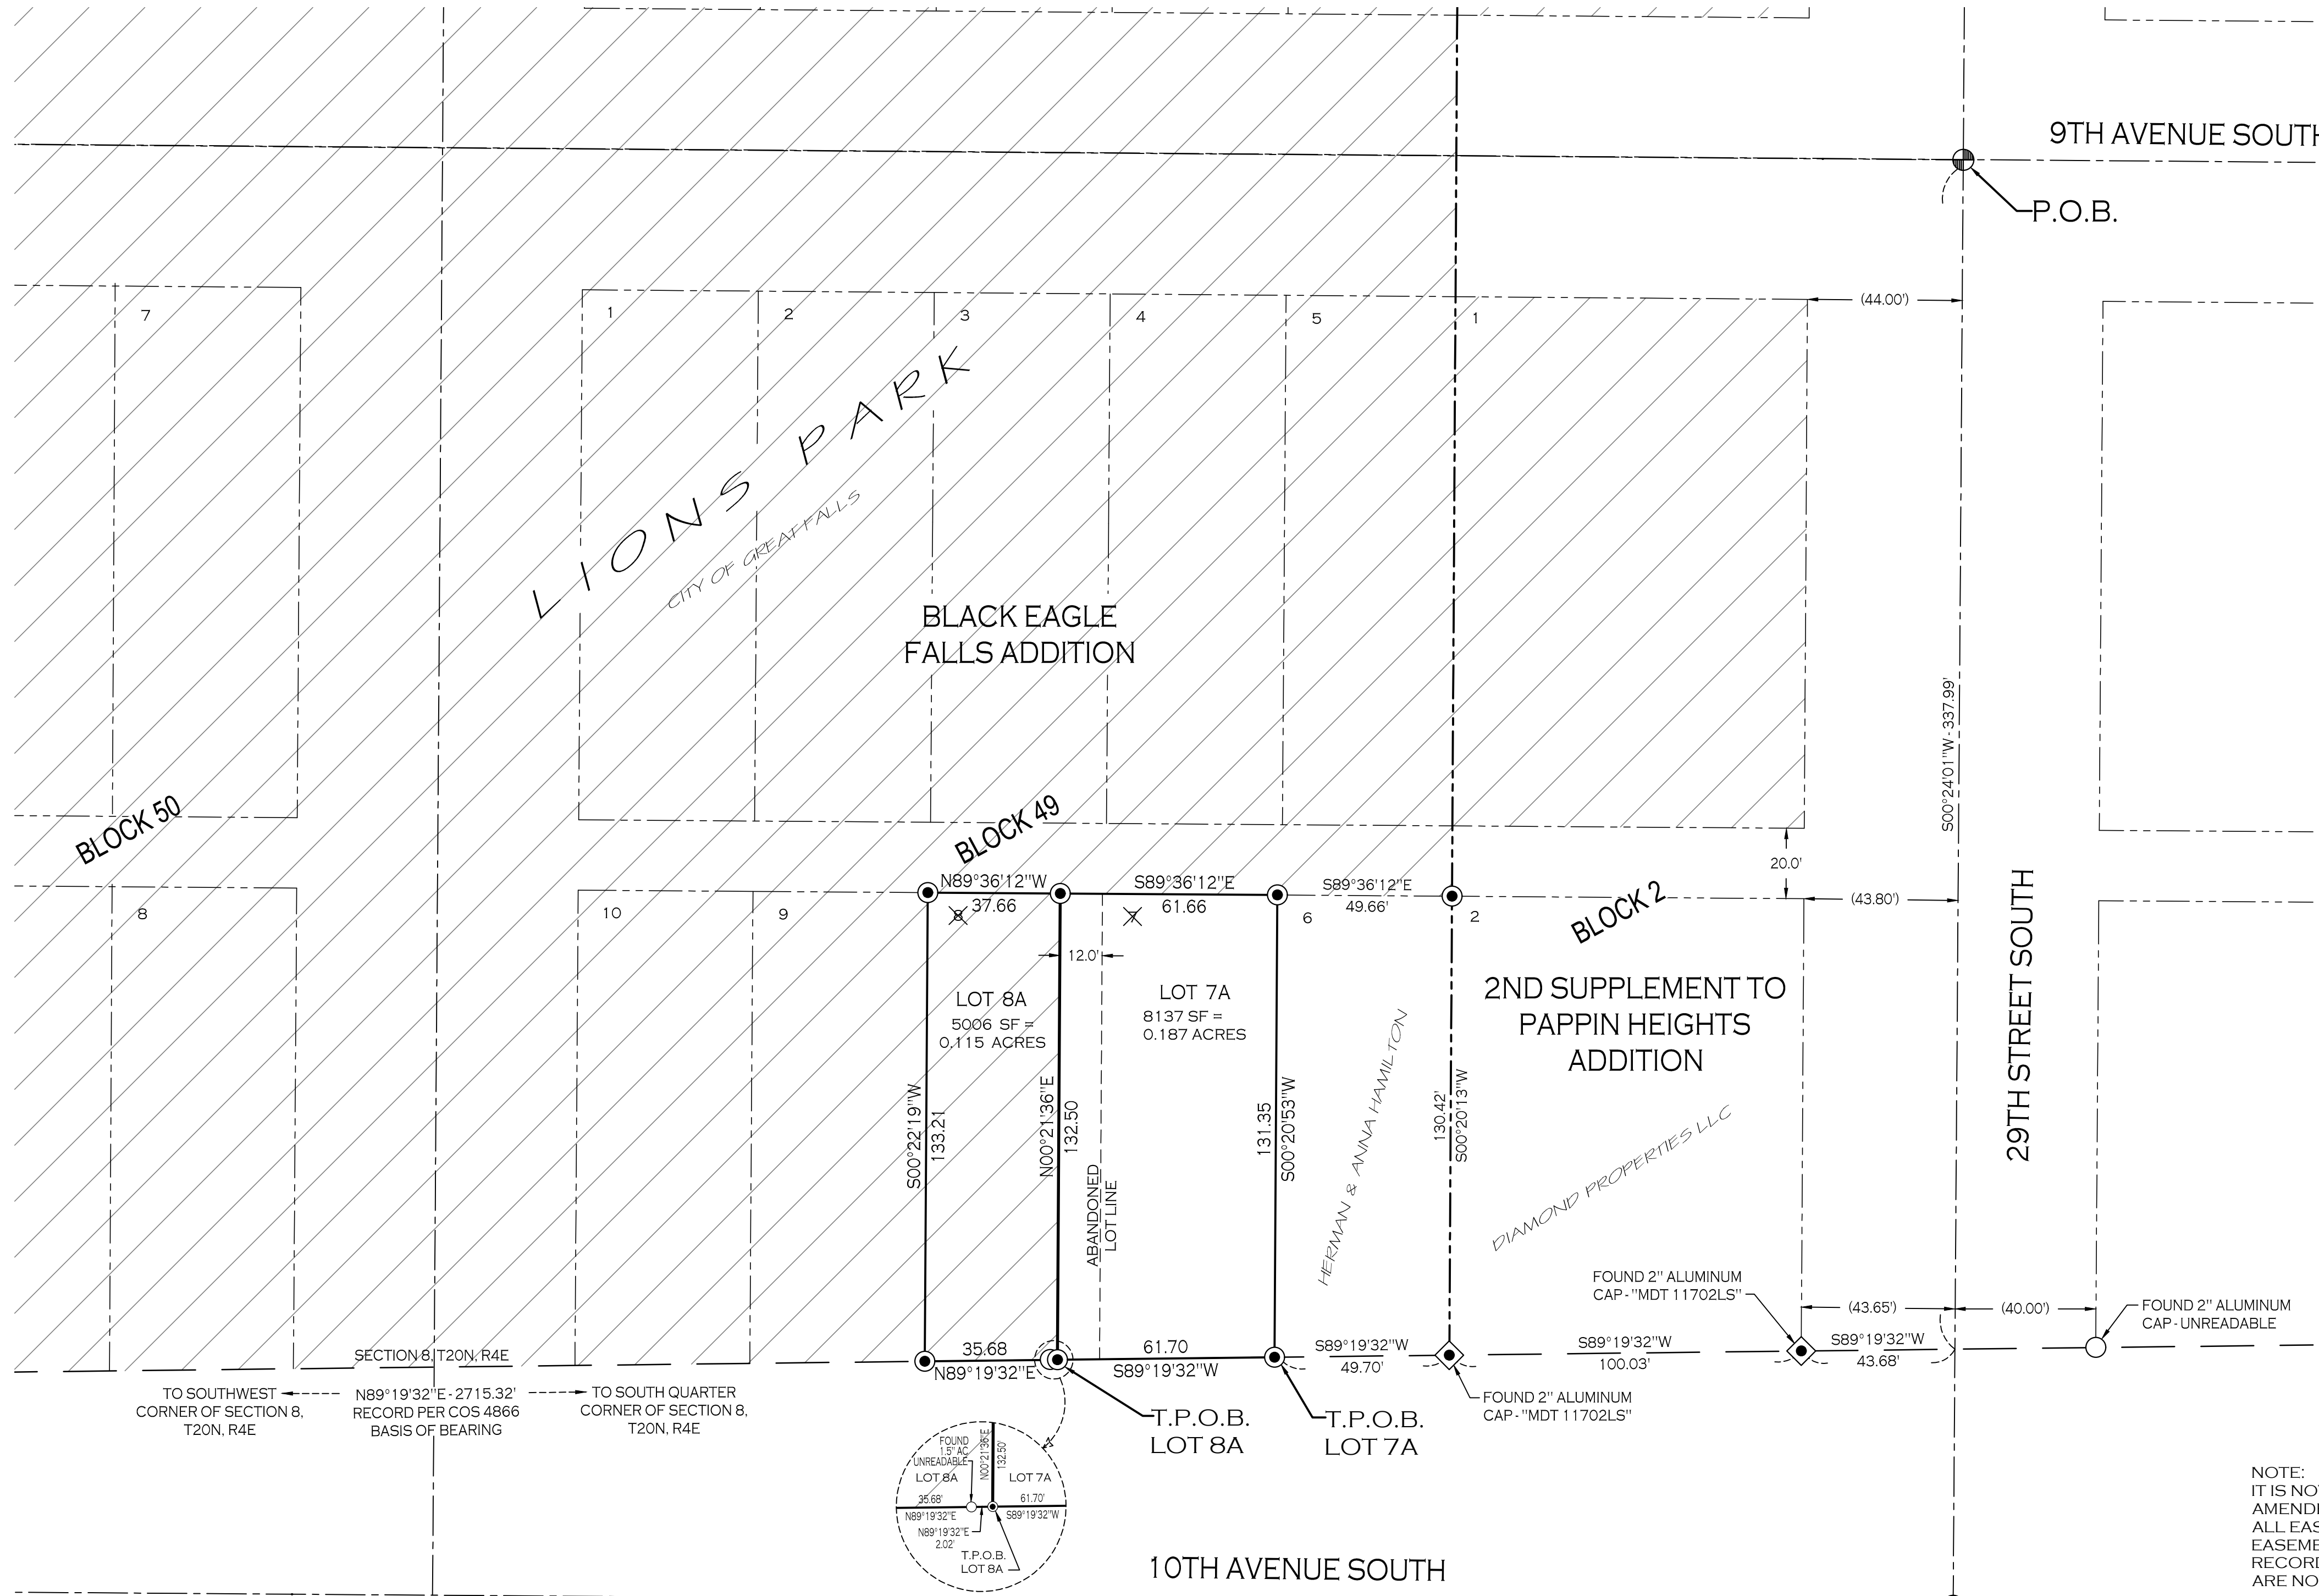 9TH AVENUE SOUTH
P.O.B.
(44.00')
7
1
2
3
4
5
1
LIONS PARK
CITY OF GREAT FALLS
BLACK EAGLE
FALLS ADDITION
S00°24'01"W - 337.99'
BLOCK 50
BLOCK 49
20.0'
N89°36'12"W
37.66
S89°36'12"E
61.66
S89°36'12"E
49.66'
BLOCK 2
(43.80')
8
10
9
8
7
6
2
12.0'
LOT 8A
5006 SF =
0.115 ACRES
LOT 7A
8137 SF =
0.187 ACRES
2ND SUPPLEMENT TO
PAPPIN HEIGHTS
ADDITION
29TH STREET SOUTH
S00°22'19"W
133.21
N00°21'36"E
132.50
ABANDONED
LOT LINE
131.35
S00°20'53"W
HERMAN & ANNA HAMILTON
130.42'
S00°20'13"W
DIAMOND PROPERTIES LLC
FOUND 2" ALUMINUM
CAP - "MDT 11702LS"
(43.65')
(40.00')
FOUND 2" ALUMINUM
CAP - UNREADABLE
SECTION 8, T20N, R4E
35.68
N89°19'32"E
61.70
S89°19'32"W
S89°19'32"W
49.70'
S89°19'32"W
100.03'
S89°19'32"W
43.68'
TO SOUTHWEST
CORNER OF SECTION 8,
T20N, R4E
N89°19'32"E - 2715.32'
RECORD PER COS 4866
BASIS OF BEARING
TO SOUTH QUARTER
CORNER OF SECTION 8,
T20N, R4E
FOUND 2" ALUMINUM
CAP - "MDT 11702LS"
T.P.O.B.
LOT 8A
T.P.O.B.
LOT 7A
FOUND
1.5" AC
UNREADABLE
N00°21'36"E
132.50'
LOT 8A
LOT 7A
35.68'
N89°19'32"E
61.70'
S89°19'32"W
N89°19'32"E
2.02'
T.P.O.B.
LOT 8A
10TH AVENUE SOUTH
NOTE:
IT IS NO
AMEND
ALL EAS
EASEME
RECORD
ARE NO